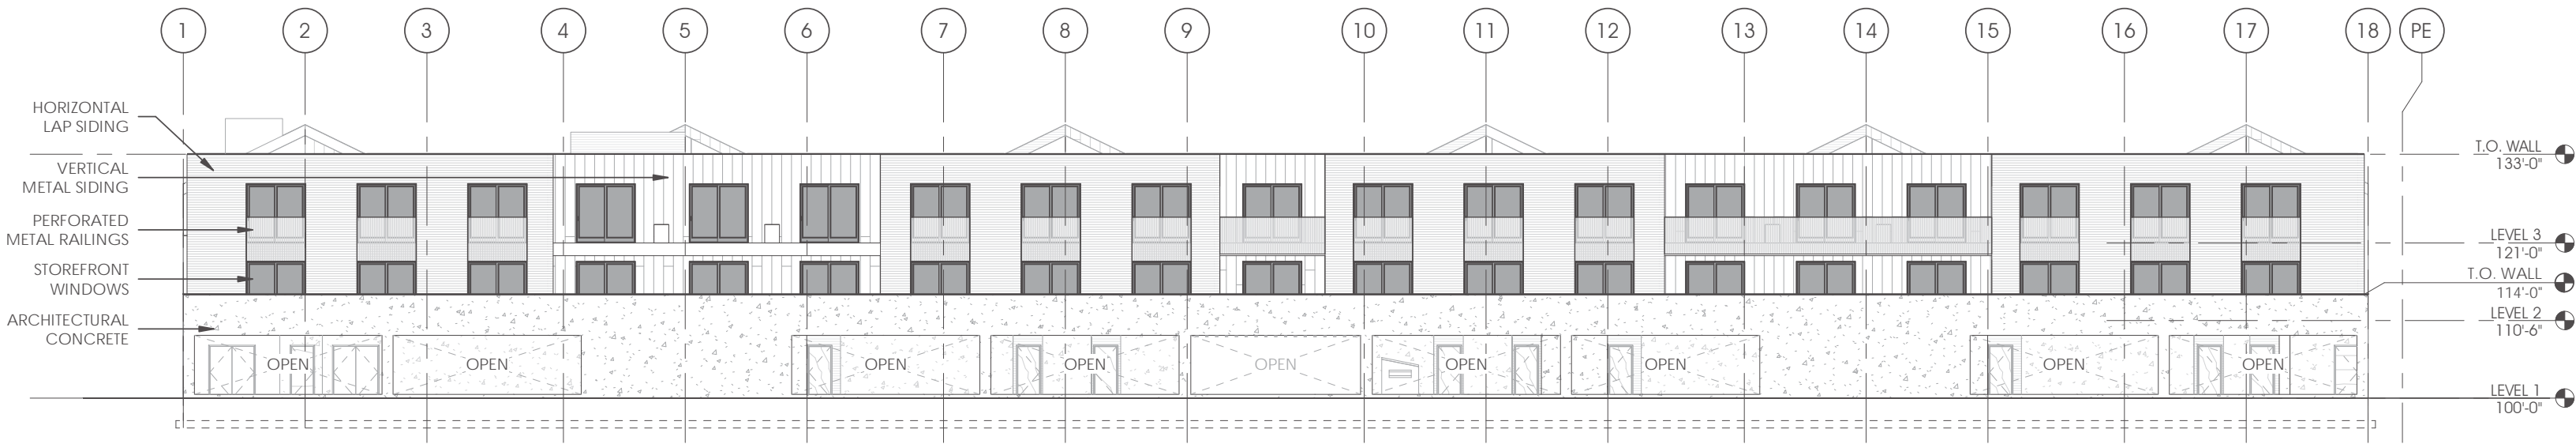 1 2 3 4 5 6 7 8 9 10 11 12 13 14 15 16 17 18 PE
HORIZONTAL
LAP SIDING
VERTICAL
METAL SIDING
PERFORATED
METAL RAILINGS
STOREFRONT
WINDOWS
ARCHITECTURAL
CONCRETE
T.O. WALL
133'-0"
LEVEL 3
121'-0"
T.O. WALL
114'-0"
LEVEL 2
110'-6"
OPEN OPEN OPEN OPEN OPEN OPEN OPEN OPEN OPEN
LEVEL 1
100'-0"